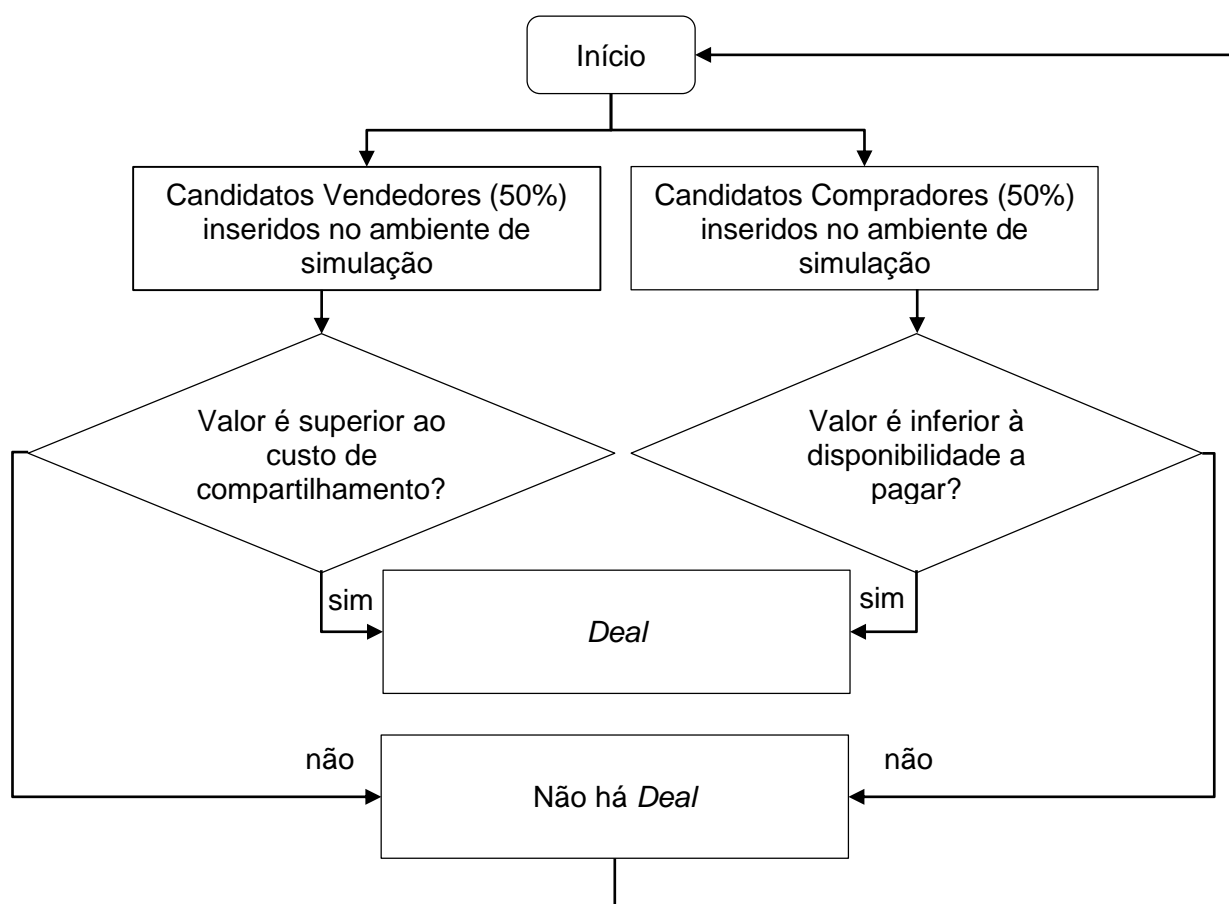 Início
Candidatos Vendedores (50%)
inseridos no ambiente de
simulação
Candidatos Compradores (50%)
inseridos no ambiente de
simulação
Valor é superior ao
custo de
compartilhamento?
Valor é inferior à
disponibilidade a
pagar?
sim
Deal
sim
não
Não há Deal
não